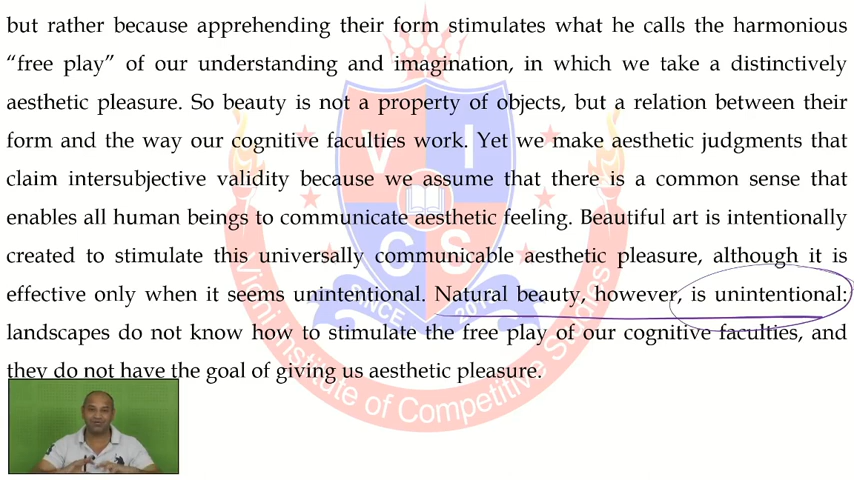 but rather because apprehending their form stimulates what he calls the harmonious
“free play” of our understanding and imagination, in which we take a distinctively
aesthetic pleasure. So beauty is not a property of objects, but a relation between their
form and the way our cognitive faculties work. Yet we make aesthetic judgments that
claim intersubjective validity because we assume that there is a common sense that
enables all human beings to communicate aesthetic feeling. Beautiful art is intentionally
created to stimulate this universally communicable aesthetic pleasure, although it is
effective only when it seems unintentional. Natural beauty, however, is unintentional:
landscapes do not know how to stimulate the free play of our cognitive faculties, and
they do not have the goal of giving us aesthetic pleasure.
V I
C S
SINCE
Institute of Competitive Studies